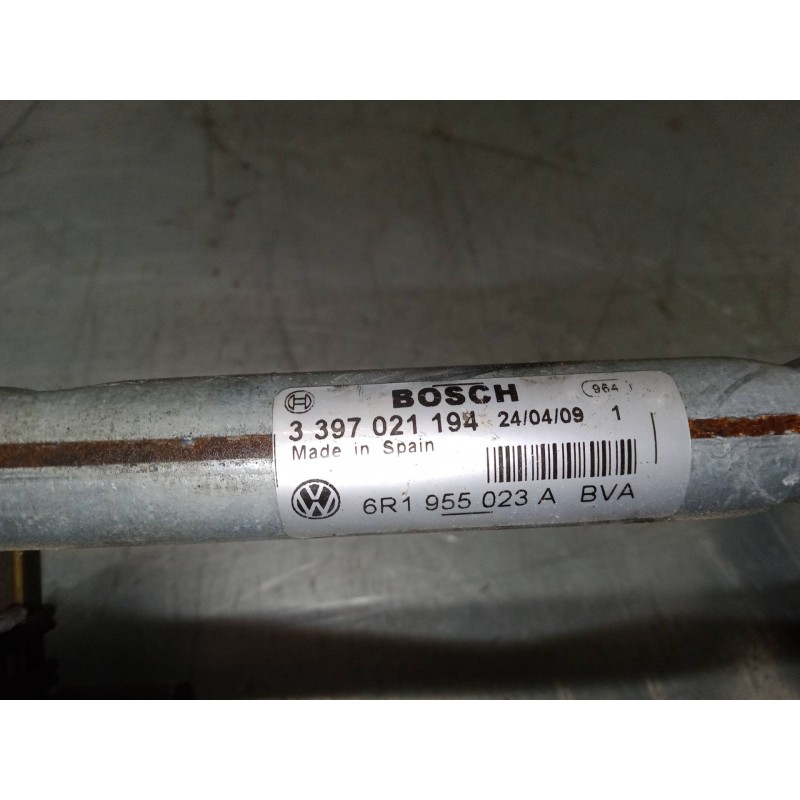 BOSCH 964
3 397 021 194 24/04/09 1
Made in Spain
6R1 955 023 A BVA